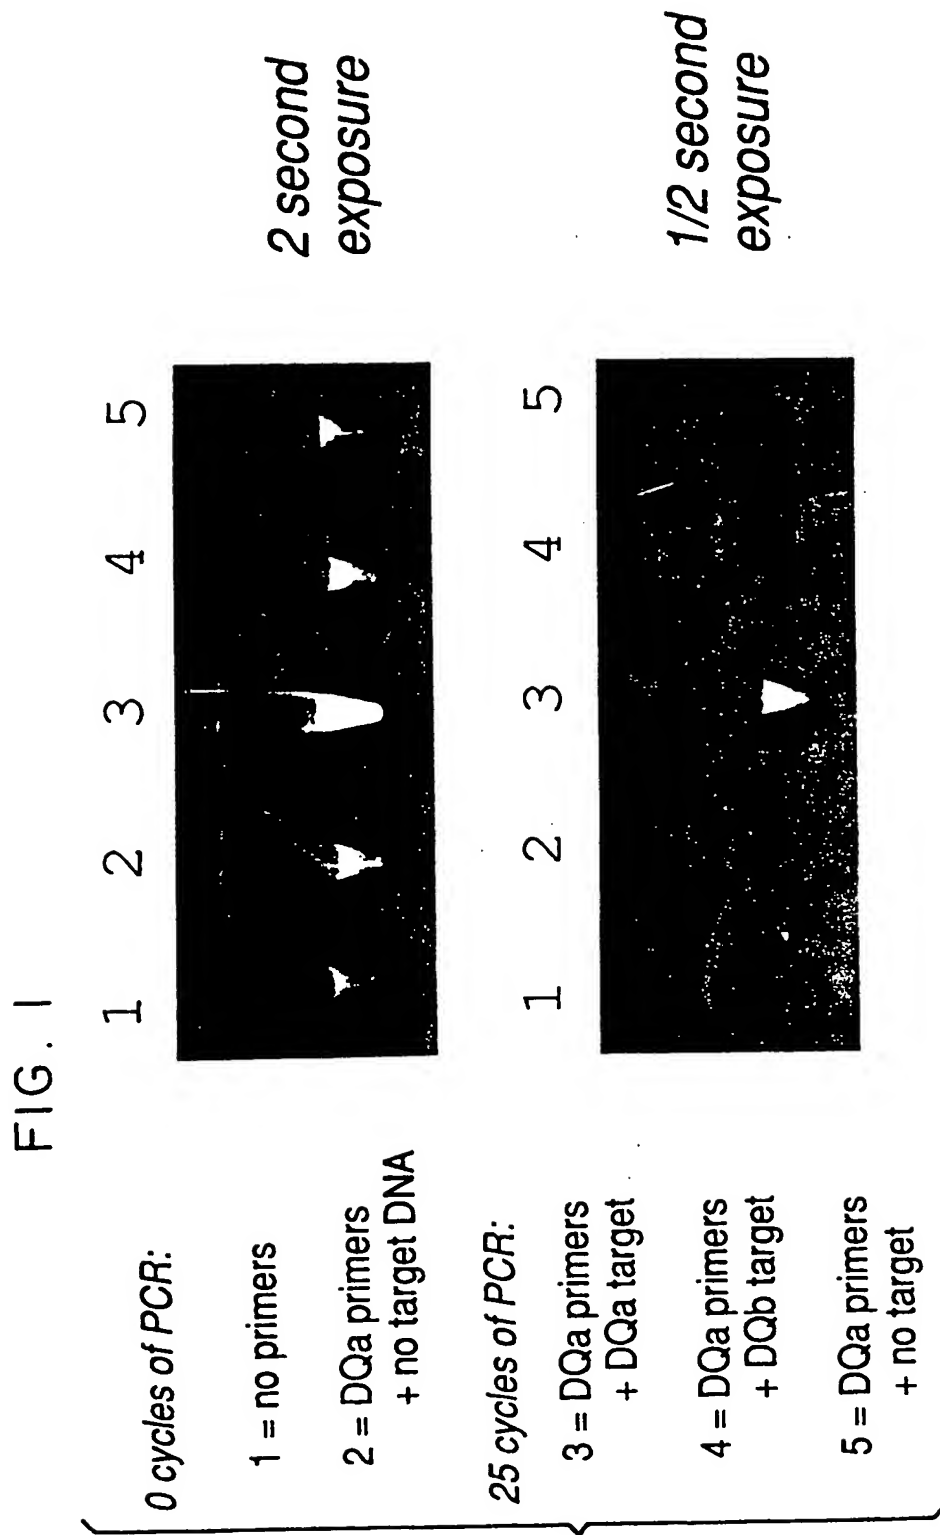 FIG. 1
0 cycles of PCR:
1 = no primers
2 = DQa primers
+ no target DNA
25 cycles of PCR:
3 = DQa primers
+ DQa target
4 = DQa primers
+ DQb target
5 = DQa primers
+ no target
1 2 3 4 5
2 second
exposure
1 2 3 4 5
1/2 second
exposure